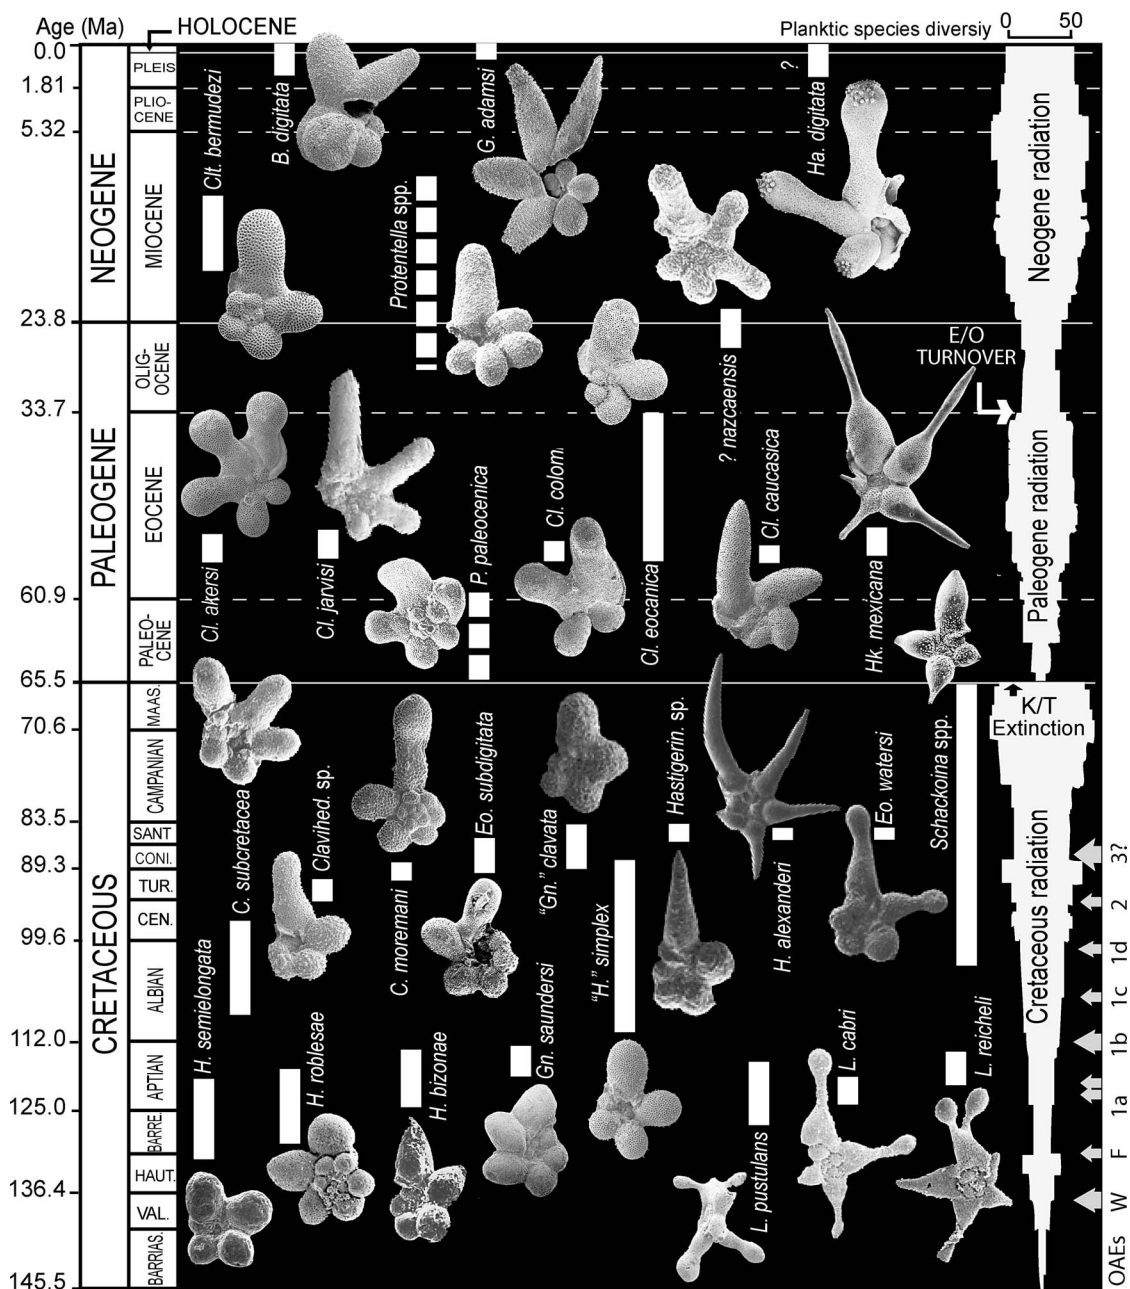 Age (Ma)
HOLOCENE
Planktic species diversiy
0
50
0.0
1.81
5.32
23.8
33.7
60.9
65.5
70.6
83.5
89.3
99.6
112.0
125.0
136.4
145.5
NEOGENE
PALEOGENE
CRETACEOUS
PLEIS
PLIO-
CENE
MIOCENE
OLIG-
OCENE
EOCENE
PALEO-
CENE
MAAS.
CAMPANIAN
SANT
CONI.
TUR.
CEN.
ALBIAN
APTIAN
BARRE.
HAUT.
VAL.
BARRIAS.
Clt. bermudezi
B. digitata
Protentella spp.
G. adamsi
?
Ha. digitata
? nazcaensis
Cl. akersi
Cl. jarvisi
P. paleocenica
Cl. colom.
Cl. eocanica
Cl. caucasica
Hk. mexicana
C. subcretacea
Clavihed. sp.
C. moremani
Eo. subdigitata
"Gn." clavata
"H." simplex
Hastigerin. sp.
H. alexanderi
Eo. watersi
Schackoina spp.
H. semielongata
H. roblesae
H. bizonae
Gn. saundersi
L. pustulans
L. cabri
L. reicheli
Neogene radiation
E/O
TURNOVER
Paleogene radiation
K/T
Extinction
Cretaceous radiation
3?
2
1d
1c
1b
1a
F
W
OAEs